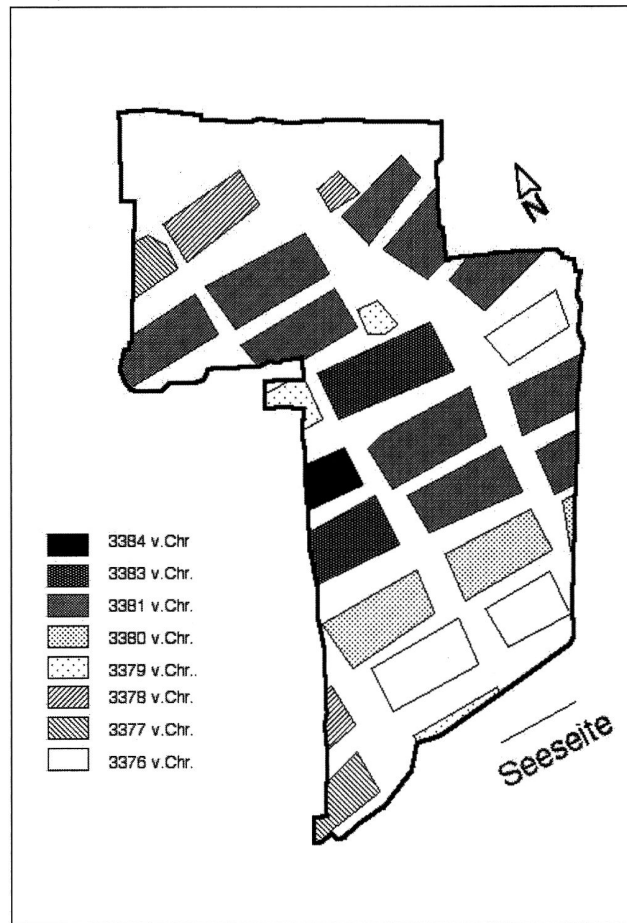 N
3384 v.Chr
3383 v.Chr.
3381 v.Chr.
3380 v.Chr.
3379 v.Chr..
3378 v.Chr.
3377 v.Chr.
3376 v.Chr.
Seeseite